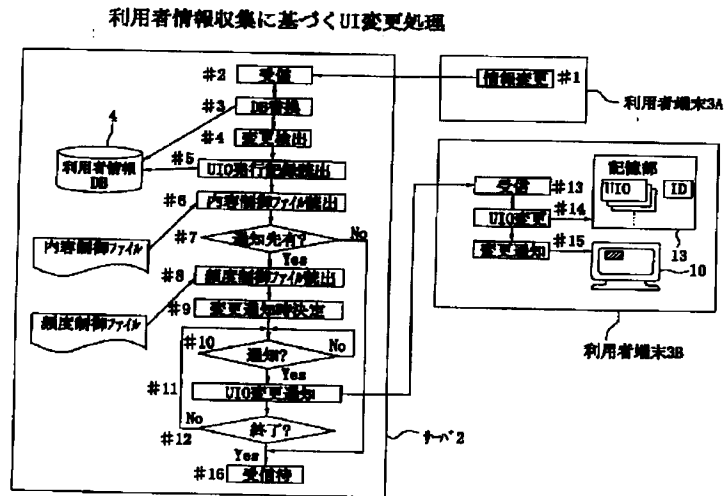 利用者情報収集に基づくUI変更処理
#2 受信
情報変更 #1
利用者端末3A
#3 DB書換
#4 変更検出
4
利用者情報
DB
#5 UIO発行記録読出
#6 内容制御ファイル読出
内容制御ファイル
#7 通知先有? No
Yes
#8 頻度制御ファイル読出
頻度制御ファイル
#9 変更通知時決定
#10 通知? No
Yes
#11 UIO変更通知
No
#12 終了?
Yes
#16 受信待
サーバ2
受信 #13
UIO変更 #14
変更通知 #15
記憶部
UIO ID
13
10
利用者端末3B